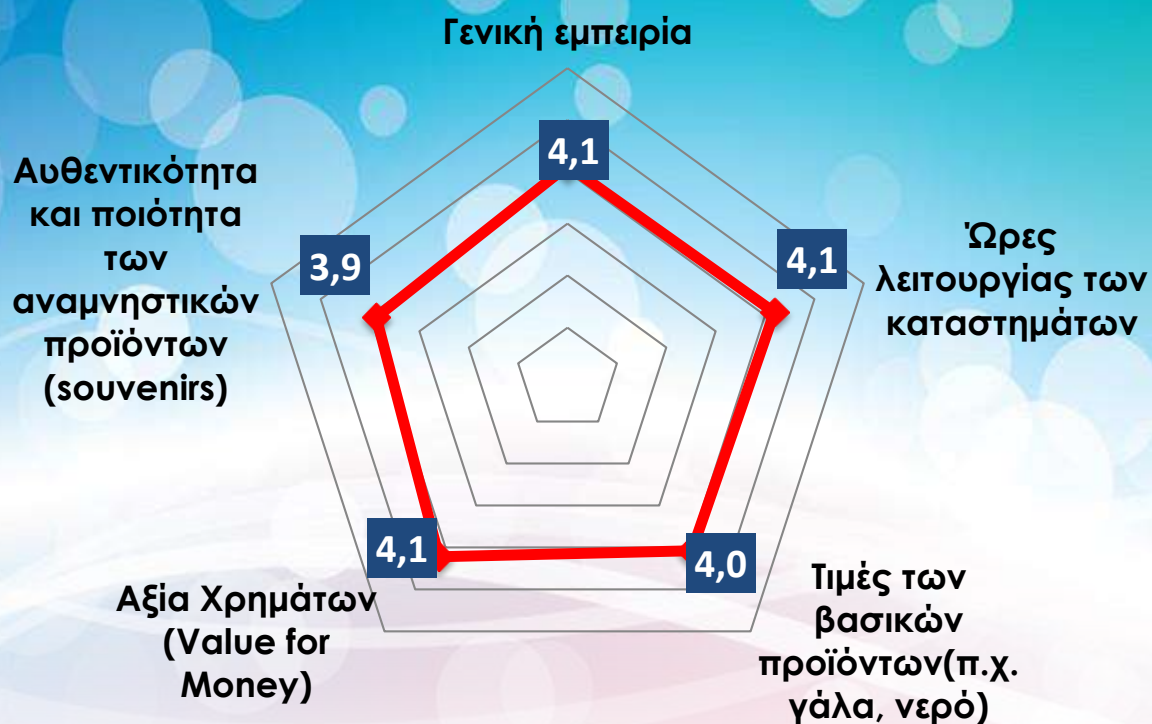 Γενική εμπειρία
4,1
Ώρες
λειτουργίας των
καταστημάτων
4,1
Τιμές των
βασικών
προϊόντων(π.χ.
γάλα, νερό)
4,0
Αξία Χρημάτων
(Value for
Money)
4,1
Αυθεντικότητα
και ποιότητα
των
αναμνηστικών
προϊόντων
(souvenirs)
3,9